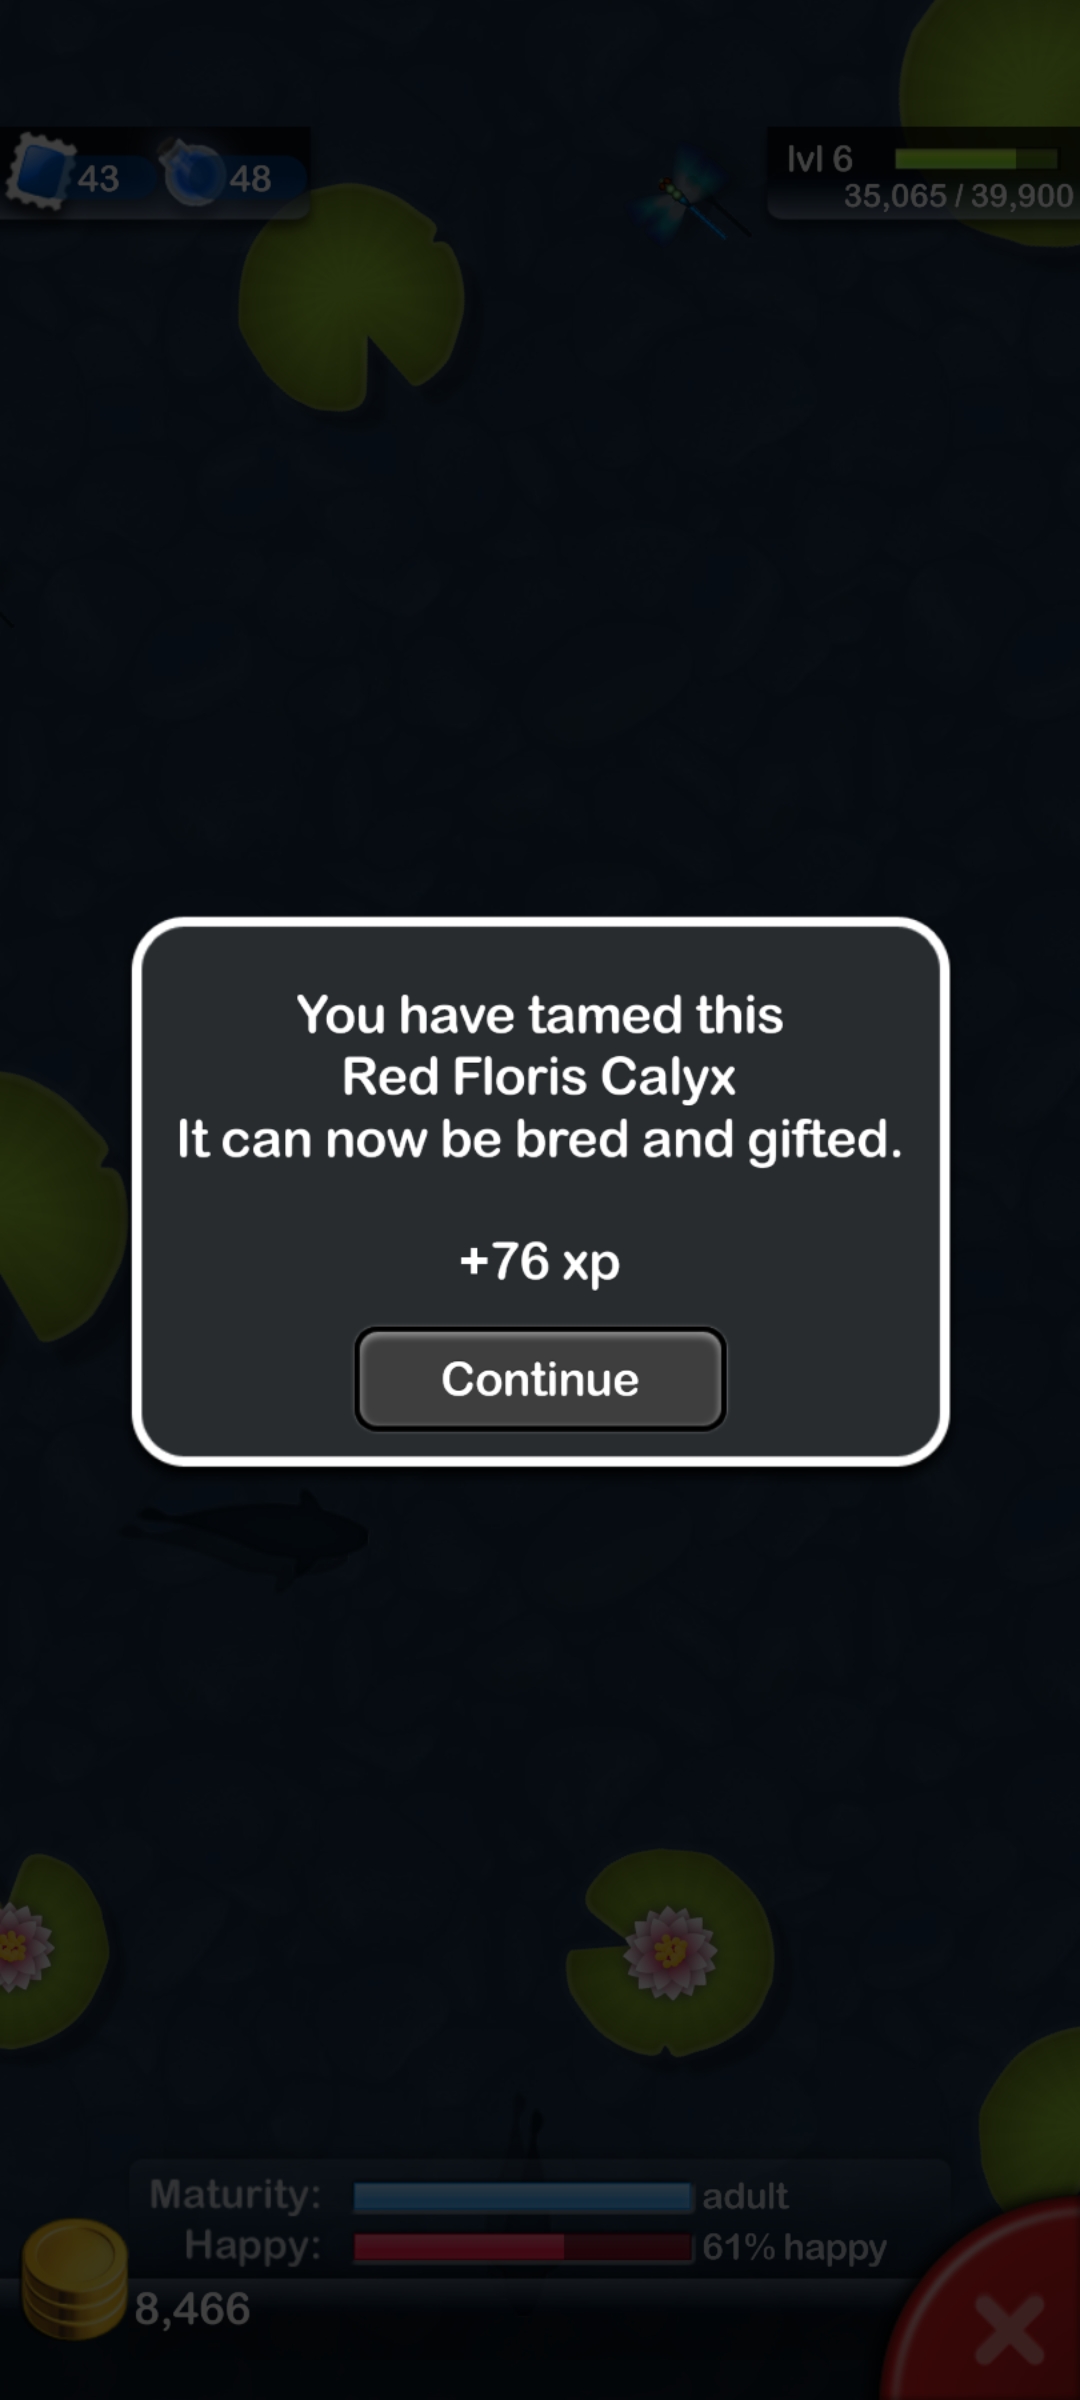 43
48
lvl 6
35,065 / 39,900
You have tamed this
Red Floris Calyx
It can now be bred and gifted.
+76 xp
Continue
Maturity: adult
Happy: 61% happy
8,466